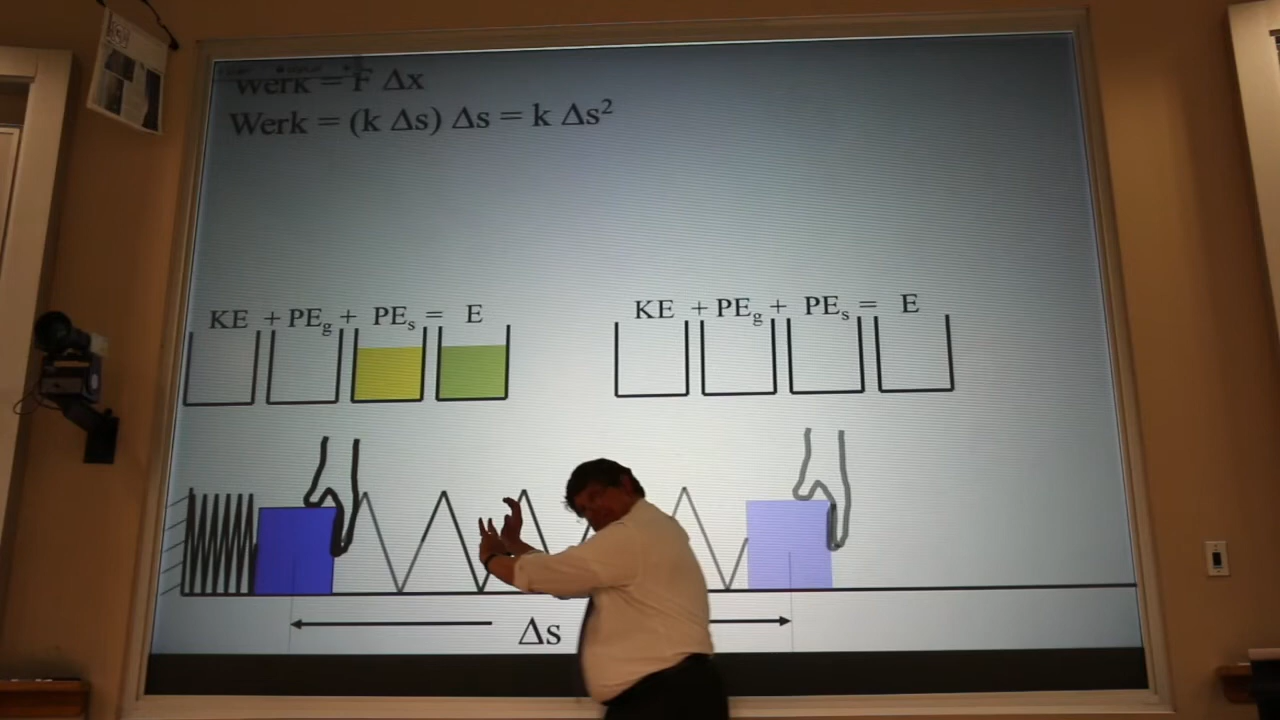 Werk = F Δx
Werk = (k Δs) Δs = k Δs²
KE + PEg + PEs = E
KE + PEg + PEs = E
Δs